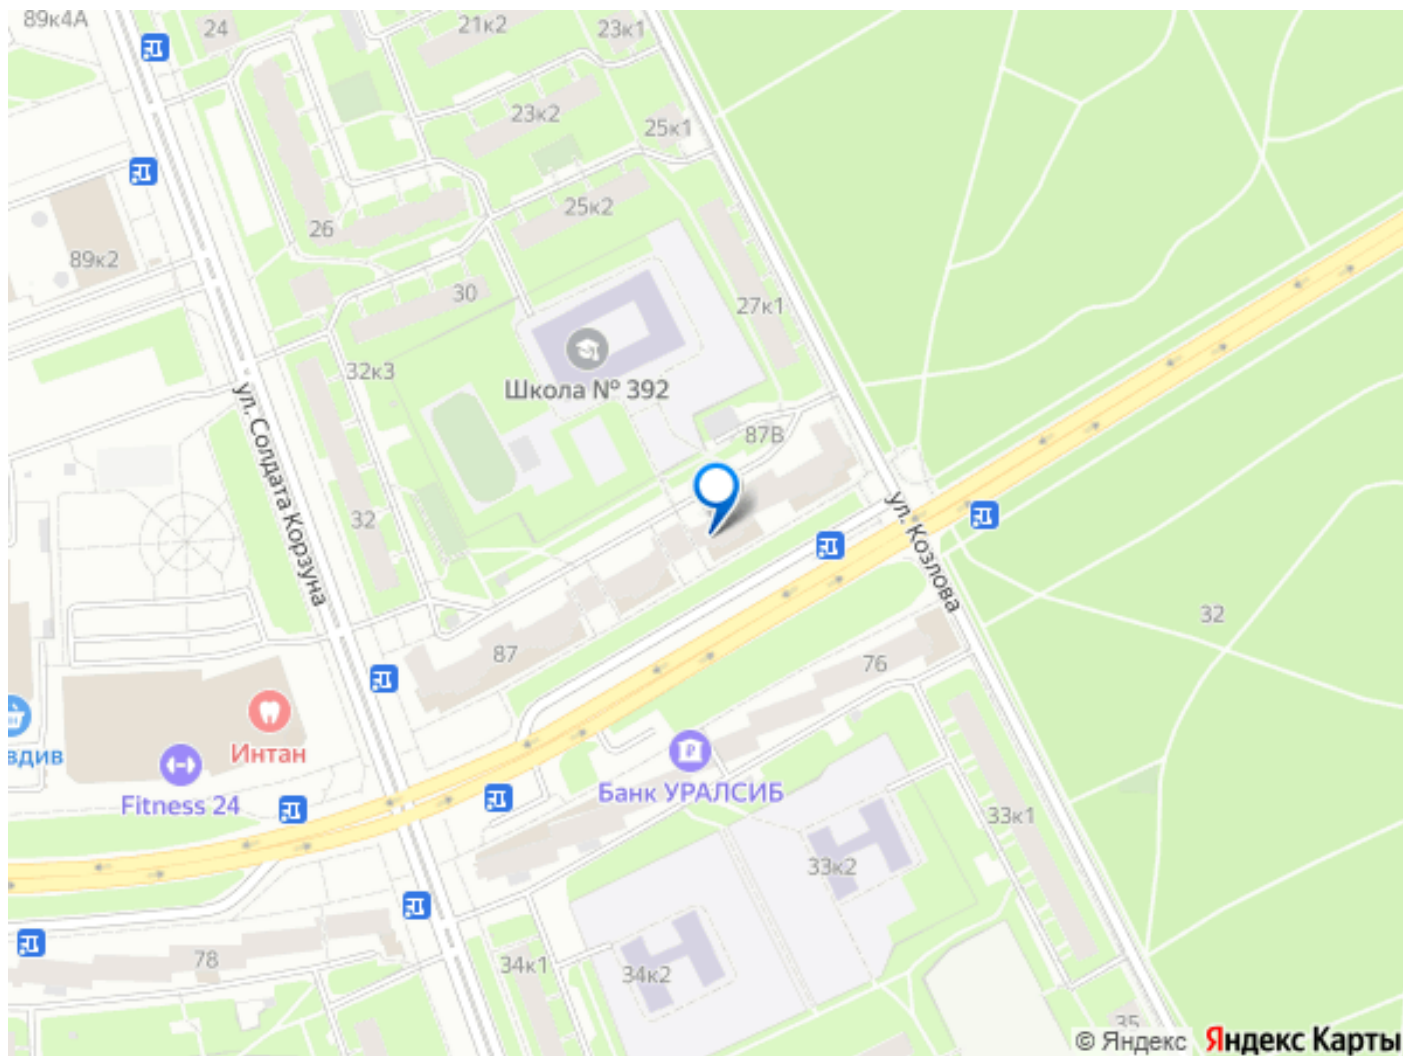 89к4А
24
21к2
23к1
23к2
25к1
25к2
26
89к2
30
27к1
32к3
Школа № 392
ул. Солдата Корзуна
87В
32
ул. Козлова
32
87
76
вдив
Интан
Fitness 24
Банк УРАЛСИБ
33к1
33к2
78
34к1
34к2
35
© Яндекс Яндекс Карты